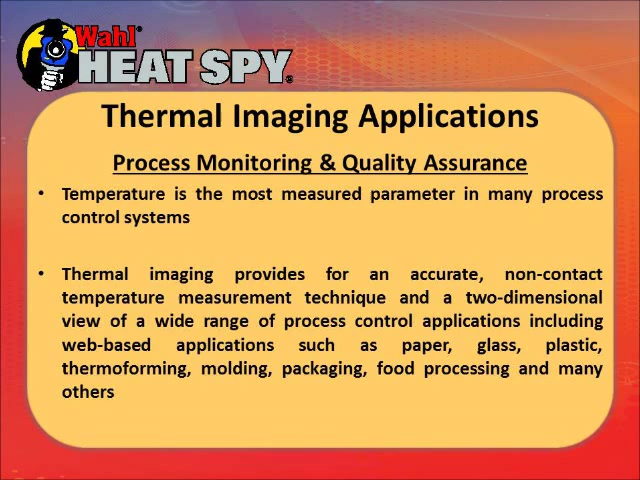 Wahl®
HEAT SPY®
Thermal Imaging Applications
Process Monitoring & Quality Assurance
• Temperature is the most measured parameter in many process
control systems
• Thermal imaging provides for an accurate, non-contact
temperature measurement technique and a two-dimensional
view of a wide range of process control applications including
web-based applications such as paper, glass, plastic,
thermoforming, molding, packaging, food processing and many
others